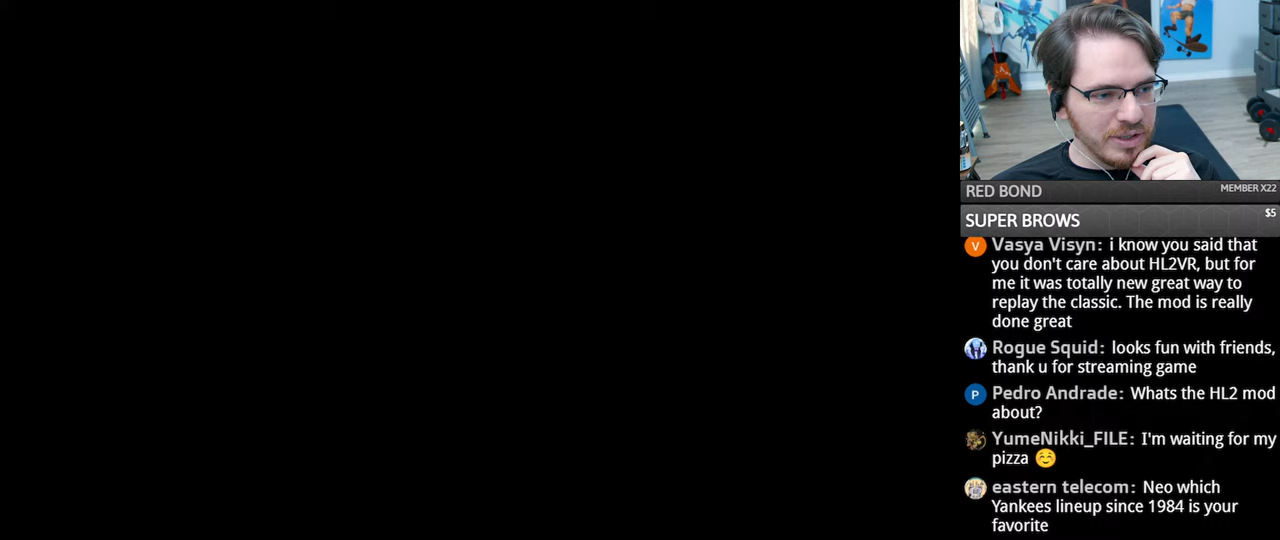 RED BOND
MEMBER X22
SUPER BROWS
$5
V
Vasya Visyn: i know you said that
you don't care about HL2VR, but for
me it was totally new great way to
replay the classic. The mod is really
done great
Rogue Squid: looks fun with friends,
thank u for streaming game
P
Pedro Andrade: Whats the HL2 mod
about?
YumeNikki_FILE: I'm waiting for my
pizza ☺️
eastern telecom: Neo which
Yankees lineup since 1984 is your
favorite